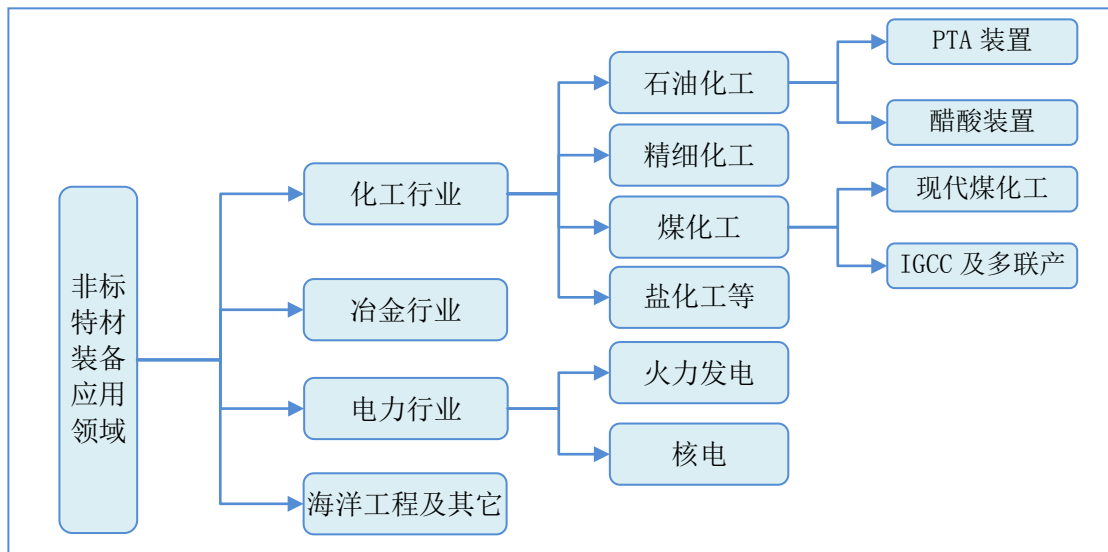 非标
特材
装备
应用
领域
化工行业
冶金行业
电力行业
海洋工程及其它
石油化工
精细化工
煤化工
盐化工等
火力发电
核电
PTA 装置
醋酸装置
现代煤化工
IGCC 及多联产